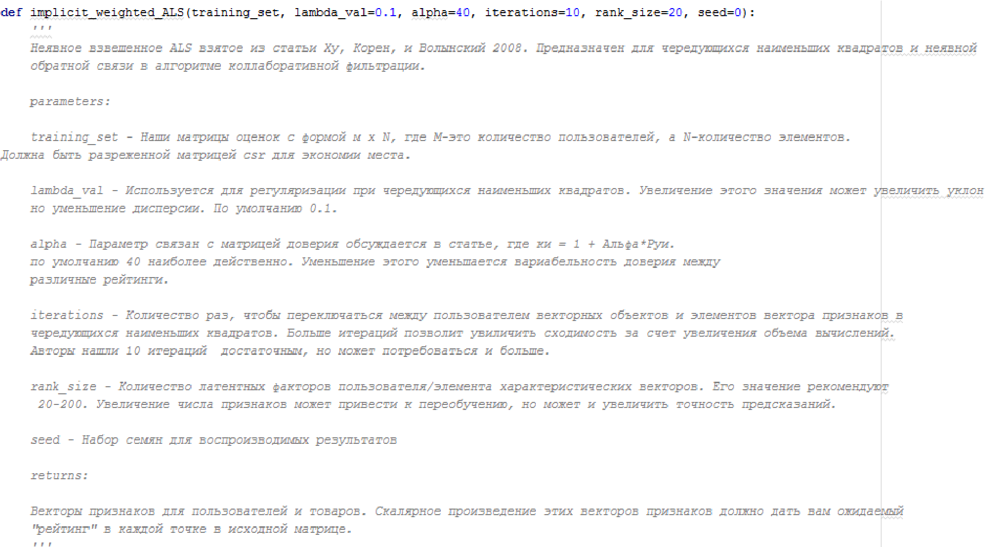 def implicit_weighted_ALS(training_set, lambda_val=0.1, alpha=40, iterations=10, rank_size=20, seed=0):
'''
Неявное взвешенное ALS взятое из статьи Ху, Корен, и Волынский 2008. Предназначен для чередующихся наименьших квадратов и неявной
обратной связи в алгоритме коллаборативной фильтрации.
parameters:
training_set - Наши матрицы оценок с формой м x N, где М-это количество пользователей, а N-количество элементов.
Должна быть разреженной матрицей csr для экономии места.
lambda_val - Используется для регуляризации при чередующихся наименьших квадратов. Увеличение этого значения может увеличить уклон
но уменьшение дисперсии. По умолчанию 0.1.
alpha - Параметр связан с матрицей доверия обсуждается в статье, где ки = 1 + Альфа*Руи.
по умолчанию 40 наиболее действенно. Уменьшение этого уменьшается вариабельность доверия между
различные рейтинги.
iterations - Количество раз, чтобы переключаться между пользователем векторных объектов и элементов вектора признаков в
чередующихся наименьших квадратов. Больше итераций позволит увиличить сходимость за счет увеличения объема вычислений.
Авторы нашли 10 итераций  достаточным, но может потребоваться и больше.
rank_size - Количество латентных факторов пользователя/элемента характеристических векторов. Его значение рекомендуют
20-200. Увеличение числа признаков может привести к переобучению, но может и увеличить точность предсказаний.
seed - Набор семян для воспроизводимых результатов
returns:
Векторы признаков для пользователей и товаров. Скалярное произведение этих векторов признаков должно дать вам ожидаемый
"рейтинг" в каждой точке в исходной матрице.
'''